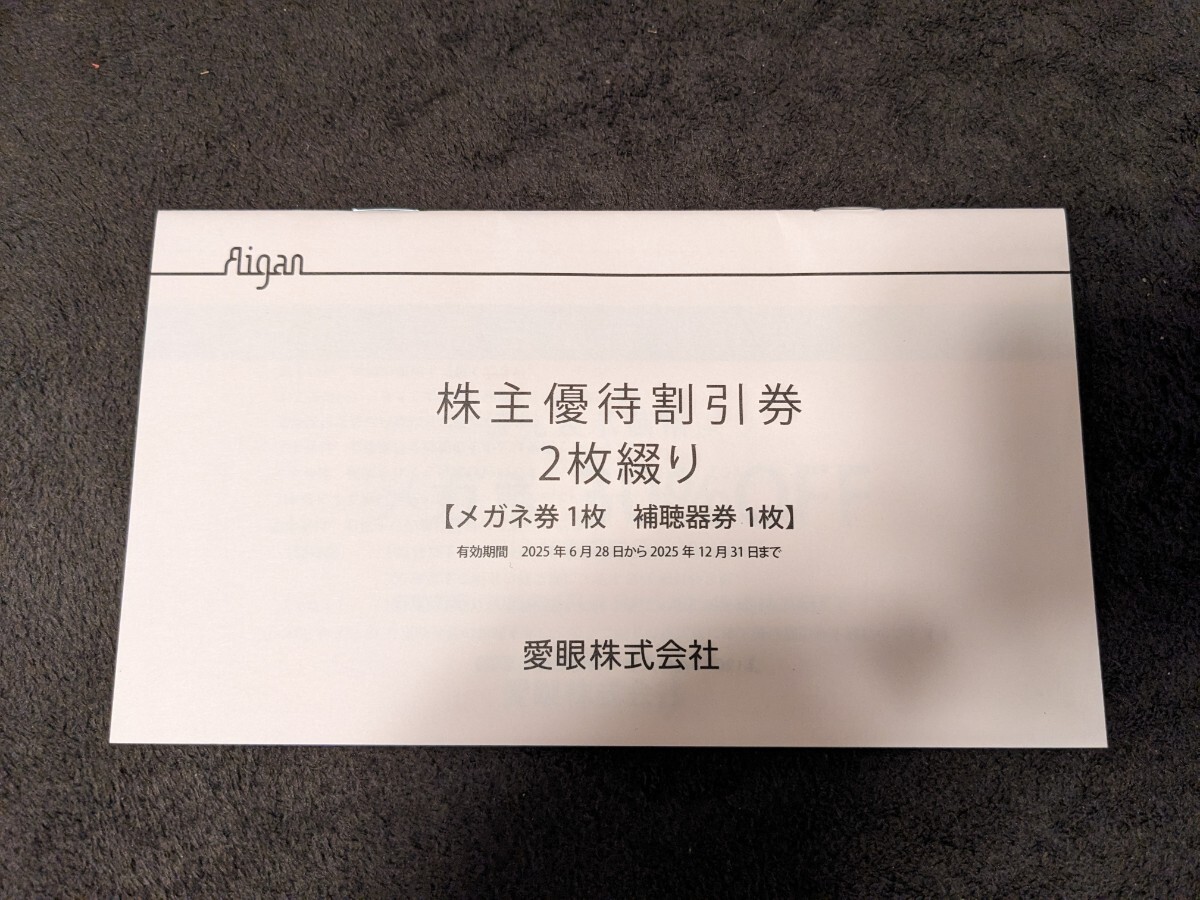 Aigan
株主優待割引券
2枚綴り
【メガネ券1枚　補聴器券1枚】
有効期間　2025年6月28日から2025年12月31日まで
愛眼株式会社